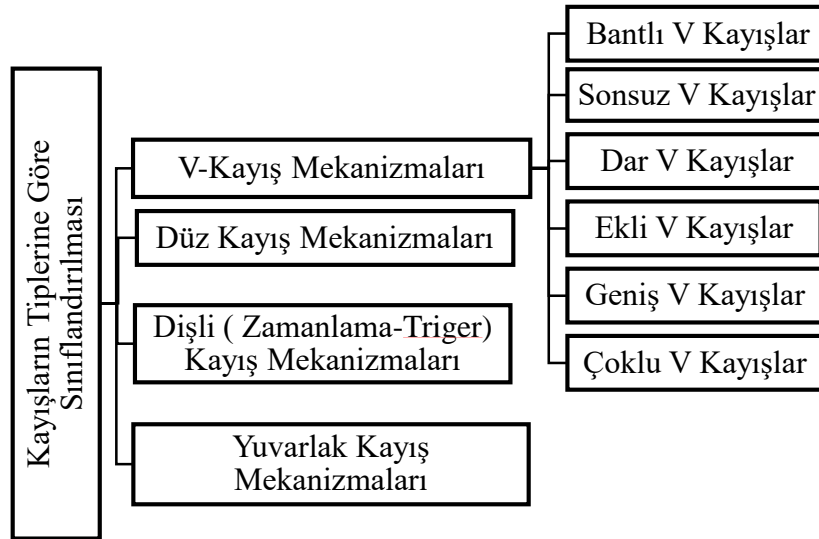 Kayışların Tiplerine Göre
Sınıflandırılması
V-Kayış Mekanizmaları
Düz Kayış Mekanizmaları
Dişli ( Zamanlama-Triger)
Kayış Mekanizmaları
Yuvarlak Kayış
Mekanizmaları
Bantlı V Kayışlar
Sonsuz V Kayışlar
Dar V Kayışlar
Ekli V Kayışlar
Geniş V Kayışlar
Çoklu V Kayışlar